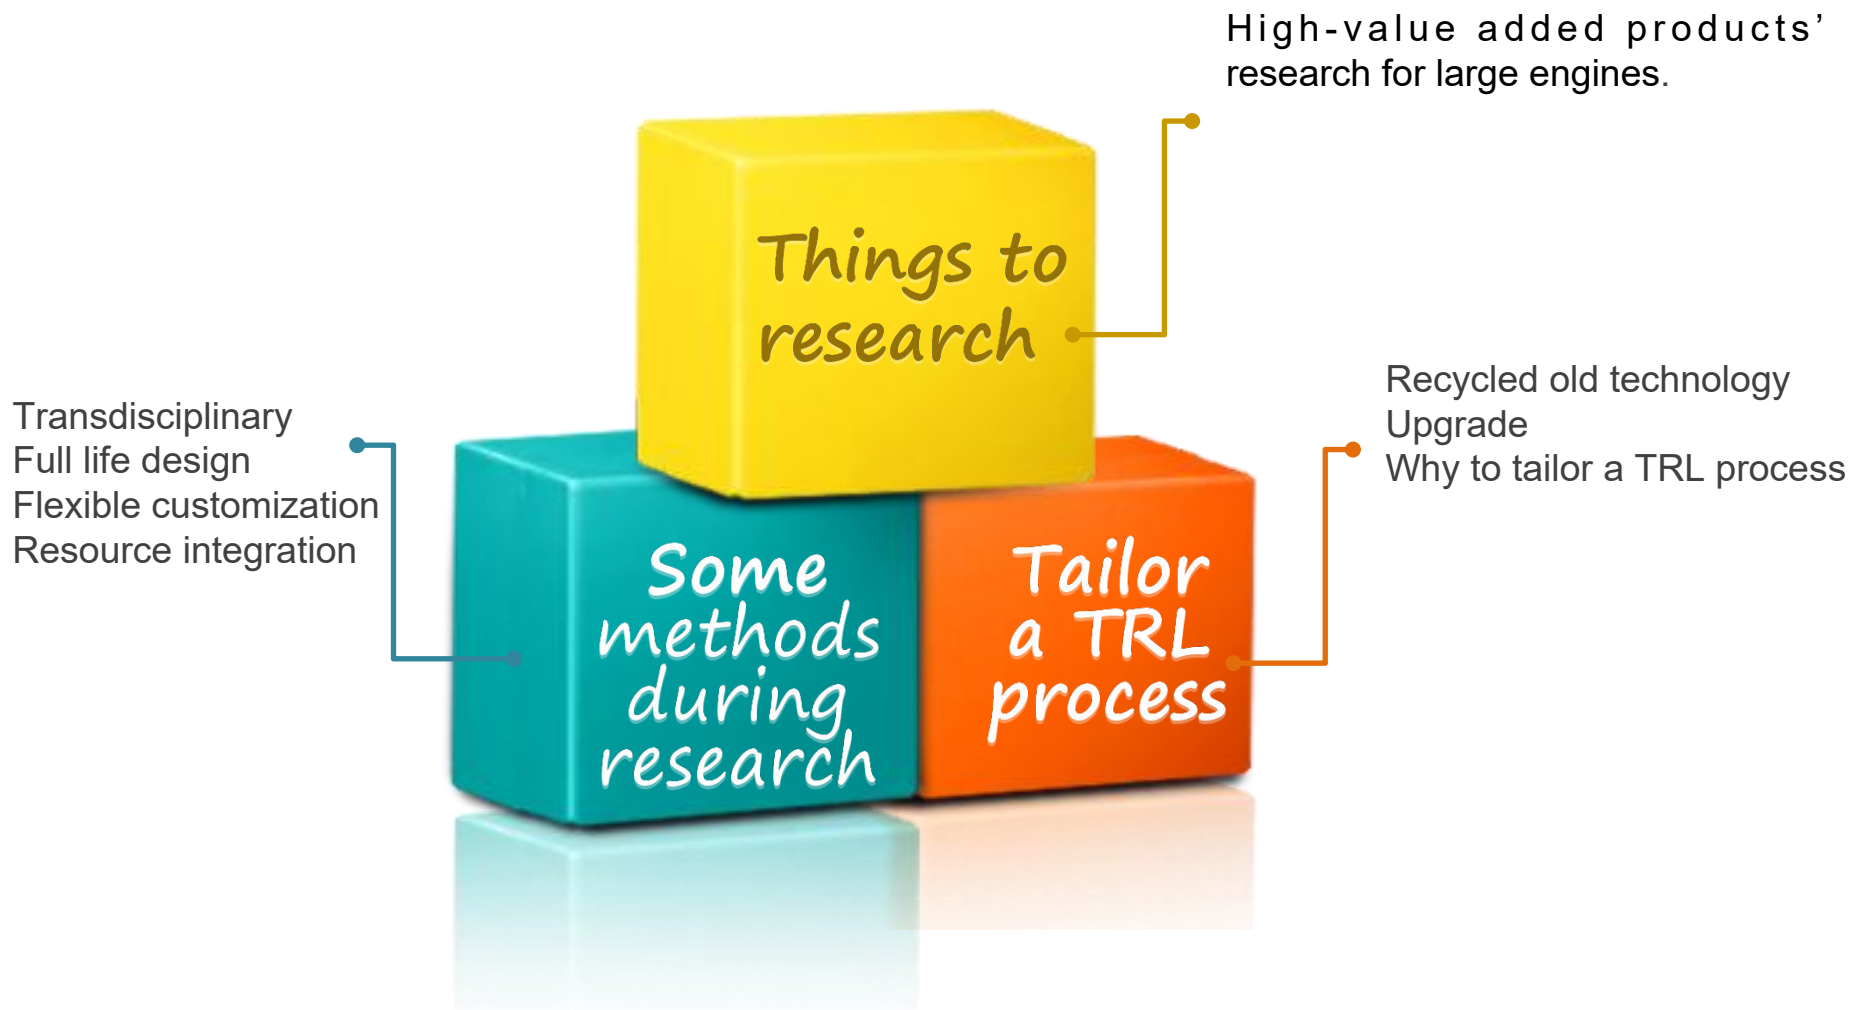 High-value added products’
research for large engines.
Things to
research
Transdisciplinary
Full life design
Flexible customization
Resource integration
Recycled old technology
Upgrade
Why to tailor a TRL process
Some
methods
during
research
Tailor
a TRL
process